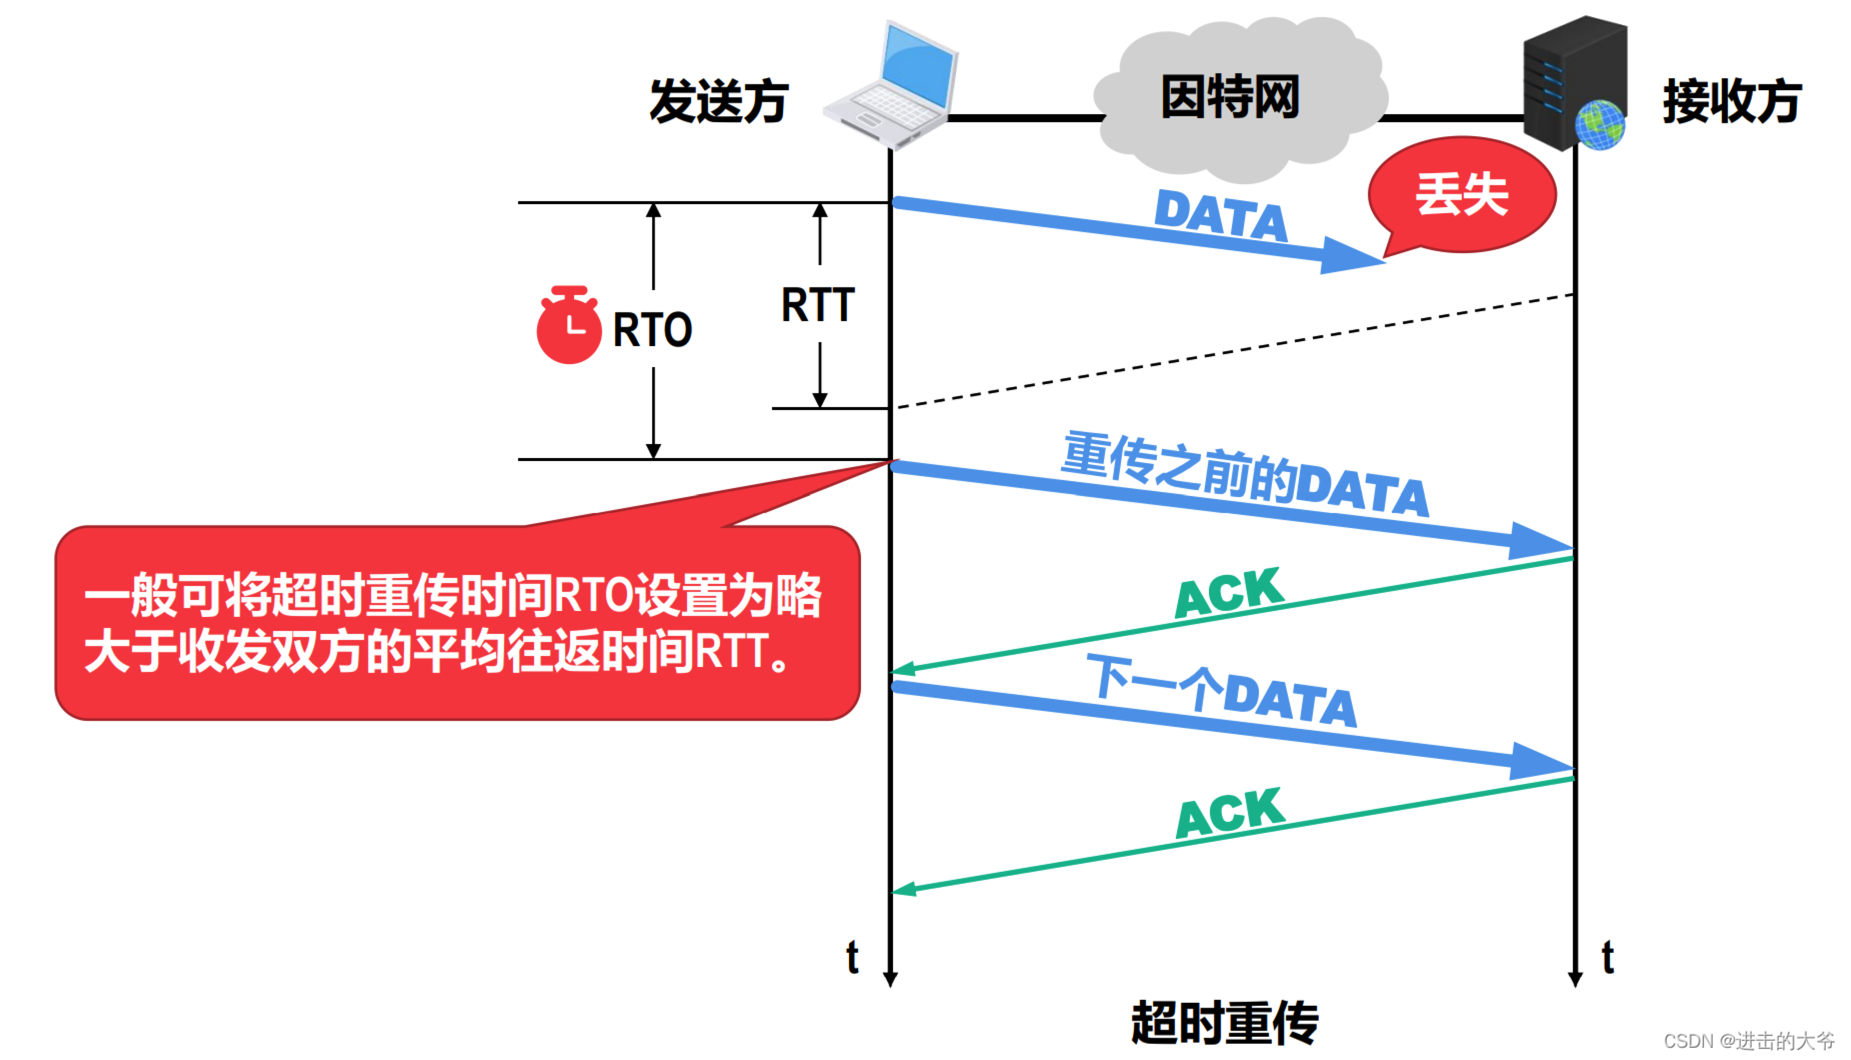 发送方
因特网
接收方
丢失
DATA
RTT
RTO
重传之前的DATA
一般可将超时重传时间RTO设置为略
大于收发双方的平均往返时间RTT。
ACK
下一个DATA
ACK
t
t
超时重传
CSDN @进击的大爷